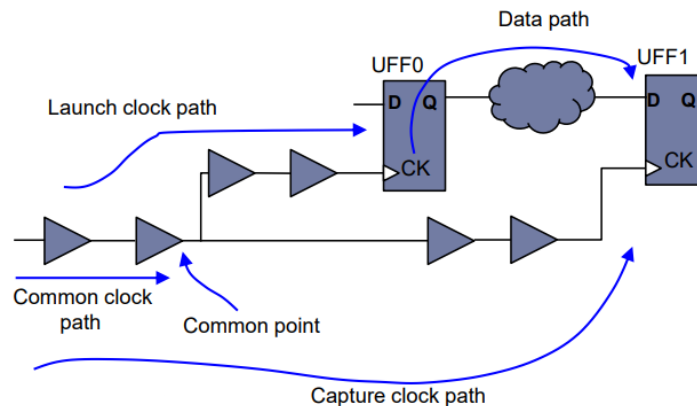 Data path
UFF0
UFF1
Launch clock path
D Q
D Q
CK
CK
Common clock
path
Common point
Capture clock path